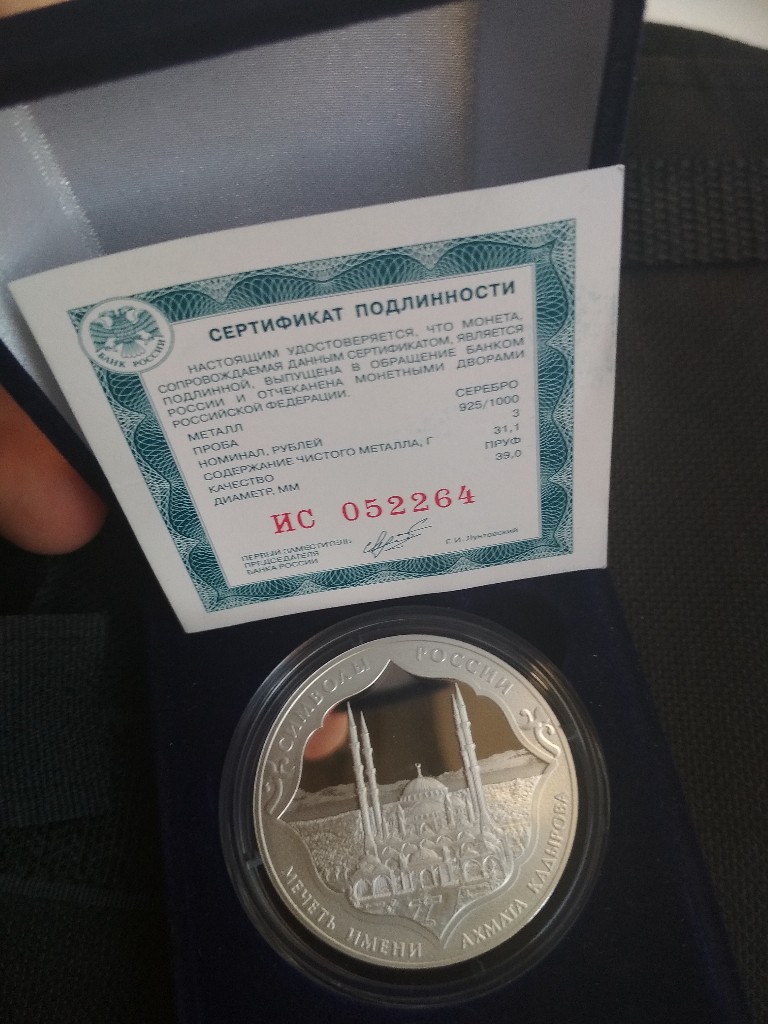 БАНК РОССИИ
СЕРТИФИКАТ ПОДЛИННОСТИ
НАСТОЯЩИМ УДОСТОВЕРЯЕТСЯ, ЧТО МОНЕТА,
СОПРОВОЖДАЕМАЯ ДАННЫМ СЕРТИФИКАТОМ, ЯВЛЯЕТСЯ
ПОДЛИННОЙ, ВЫПУЩЕНА В ОБРАЩЕНИЕ БАНКОМ
РОССИИ И ОТЧЕКАНЕНА МОНЕТНЫМИ ДВОРАМИ
РОССИЙСКОЙ ФЕДЕРАЦИИ.
МЕТАЛЛ СЕРЕБРО
ПРОБА 925/1000
НОМИНАЛ, РУБЛЕЙ 3
СОДЕРЖАНИЕ ЧИСТОГО МЕТАЛЛА, Г 31,1
КАЧЕСТВО ПРУФ
ДИАМЕТР, ММ 39,0
ИС 052264
ПЕРВЫЙ ЗАМЕСТИТЕЛЬ
ПРЕДСЕДАТЕЛЯ
БАНКА РОССИИ
Г. И. Лунтовский
СИМВОЛЫ РОССИИ
МЕЧЕТЬ ИМЕНИ АХМАТА КАДЫРОВА